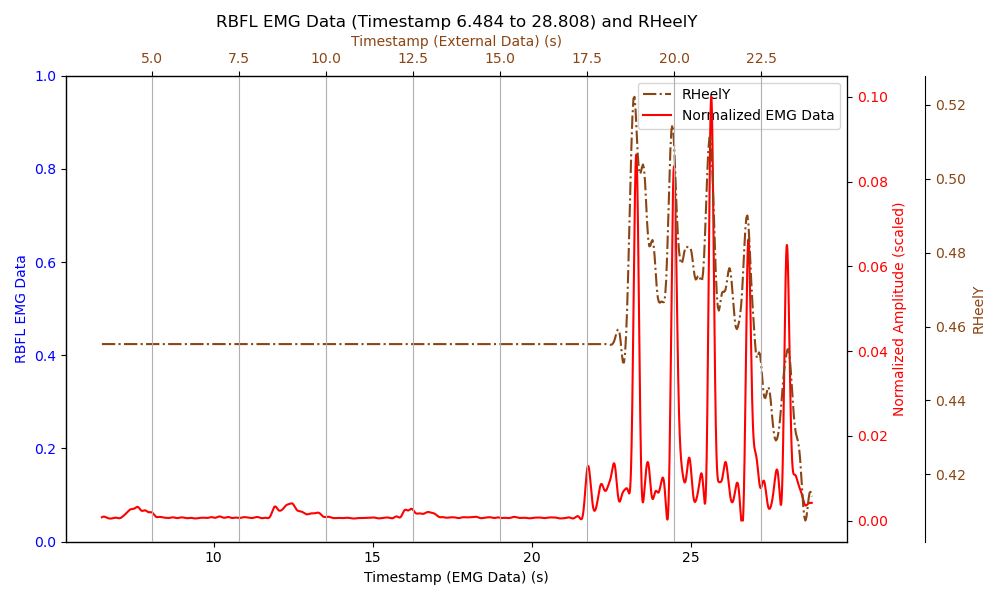 RBFL EMG Data (Timestamp 6.484 to 28.808) and RHeelY
Timestamp (External Data) (s)
5.0 7.5 10.0 12.5 15.0 17.5 20.0 22.5
RHeelY
Normalized EMG Data
RBFL EMG Data
1.0
0.8
0.6
0.4
0.2
0.0
0.10
0.08
0.06
0.04
0.02
0.00
Normalized Amplitude (scaled)
0.52
0.50
0.48
0.46
0.44
0.42
RHeelY
10 15 20 25
Timestamp (EMG Data) (s)